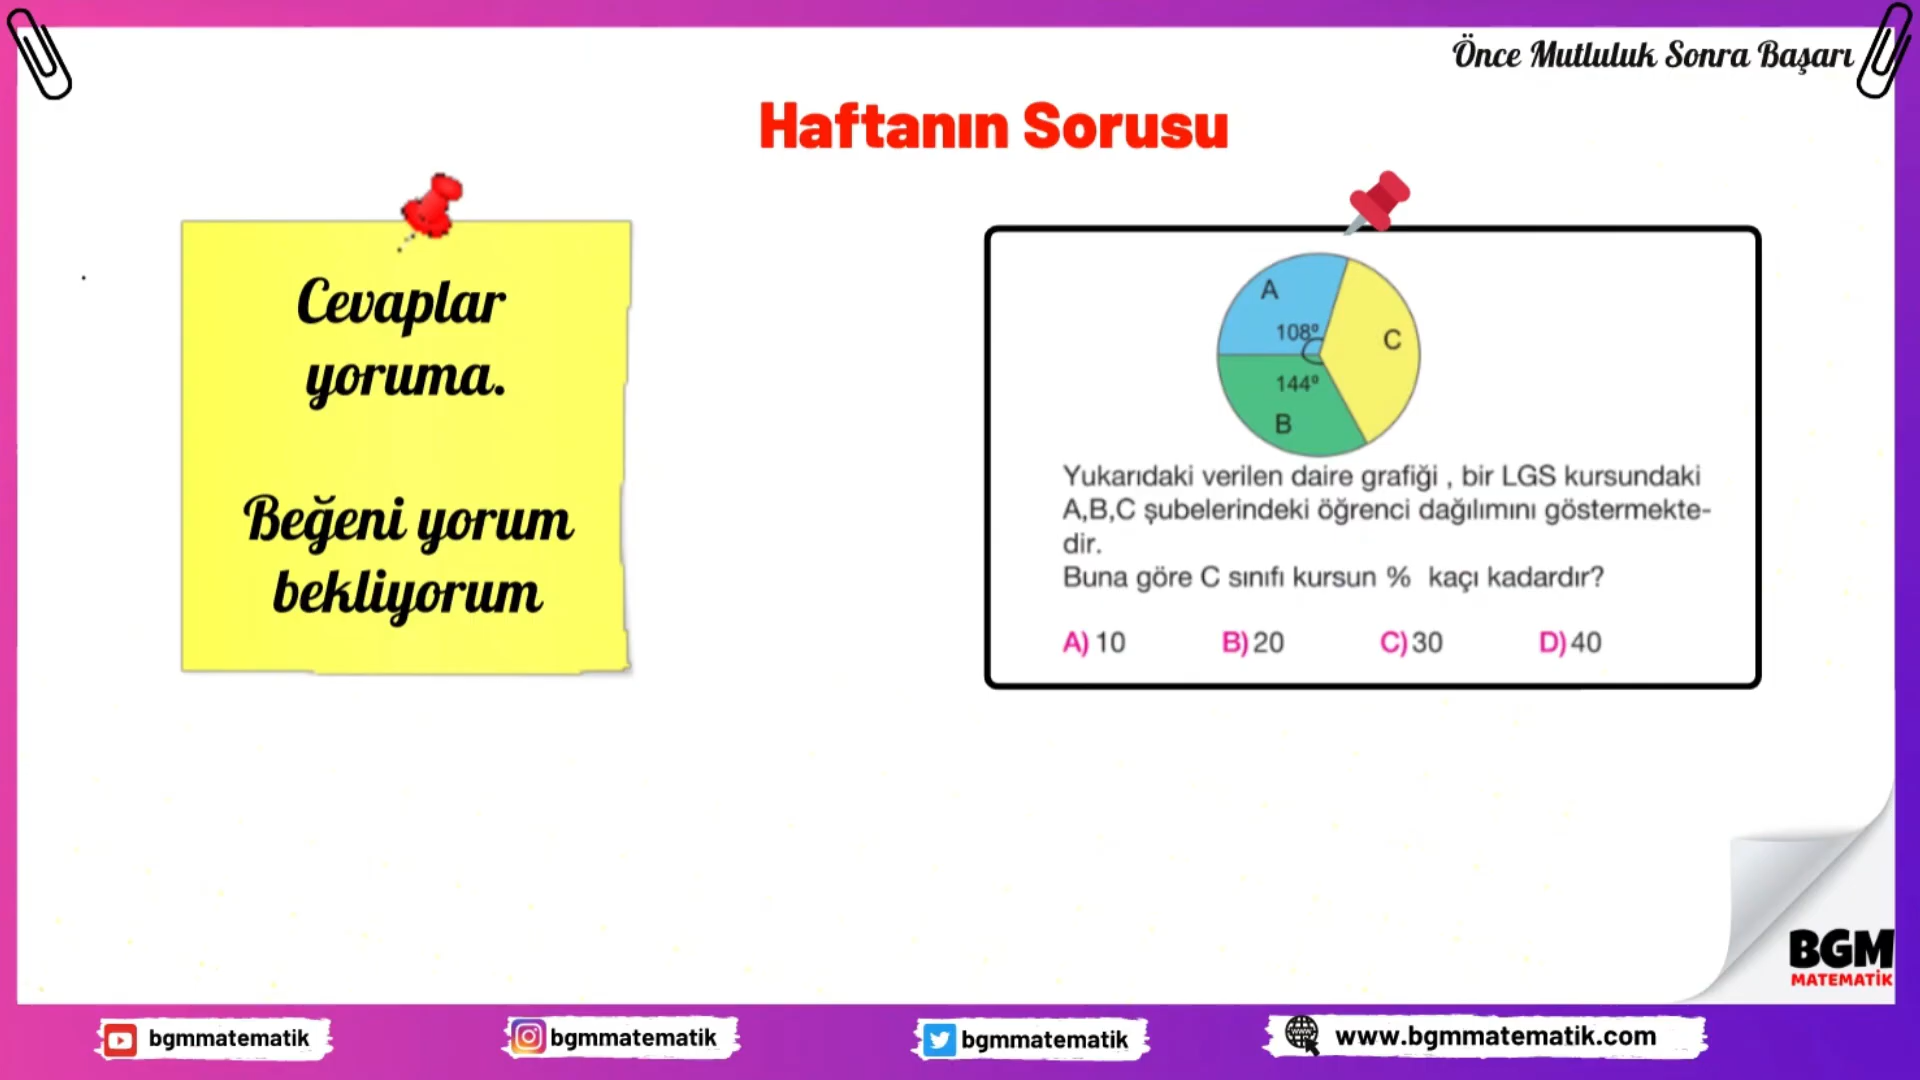 Önce Mutluluk Sonra Başarı
Haftanın Sorusu
Cevaplar
yoruma.
Beğeni yorum
bekliyorum
A
108º
C
144º
B
Yukarıdaki verilen daire grafiği , bir LGS kursundaki
A,B,C şubelerindeki öğrenci dağılımını göstermekte-
dir.
Buna göre C sınıfı kursun % kaçı kadardır?
A) 10 B) 20 C) 30 D) 40
BGM
MATEMATİK
bgmmatematik bgmmatematik bgmmatematik www.bgmmatematik.com